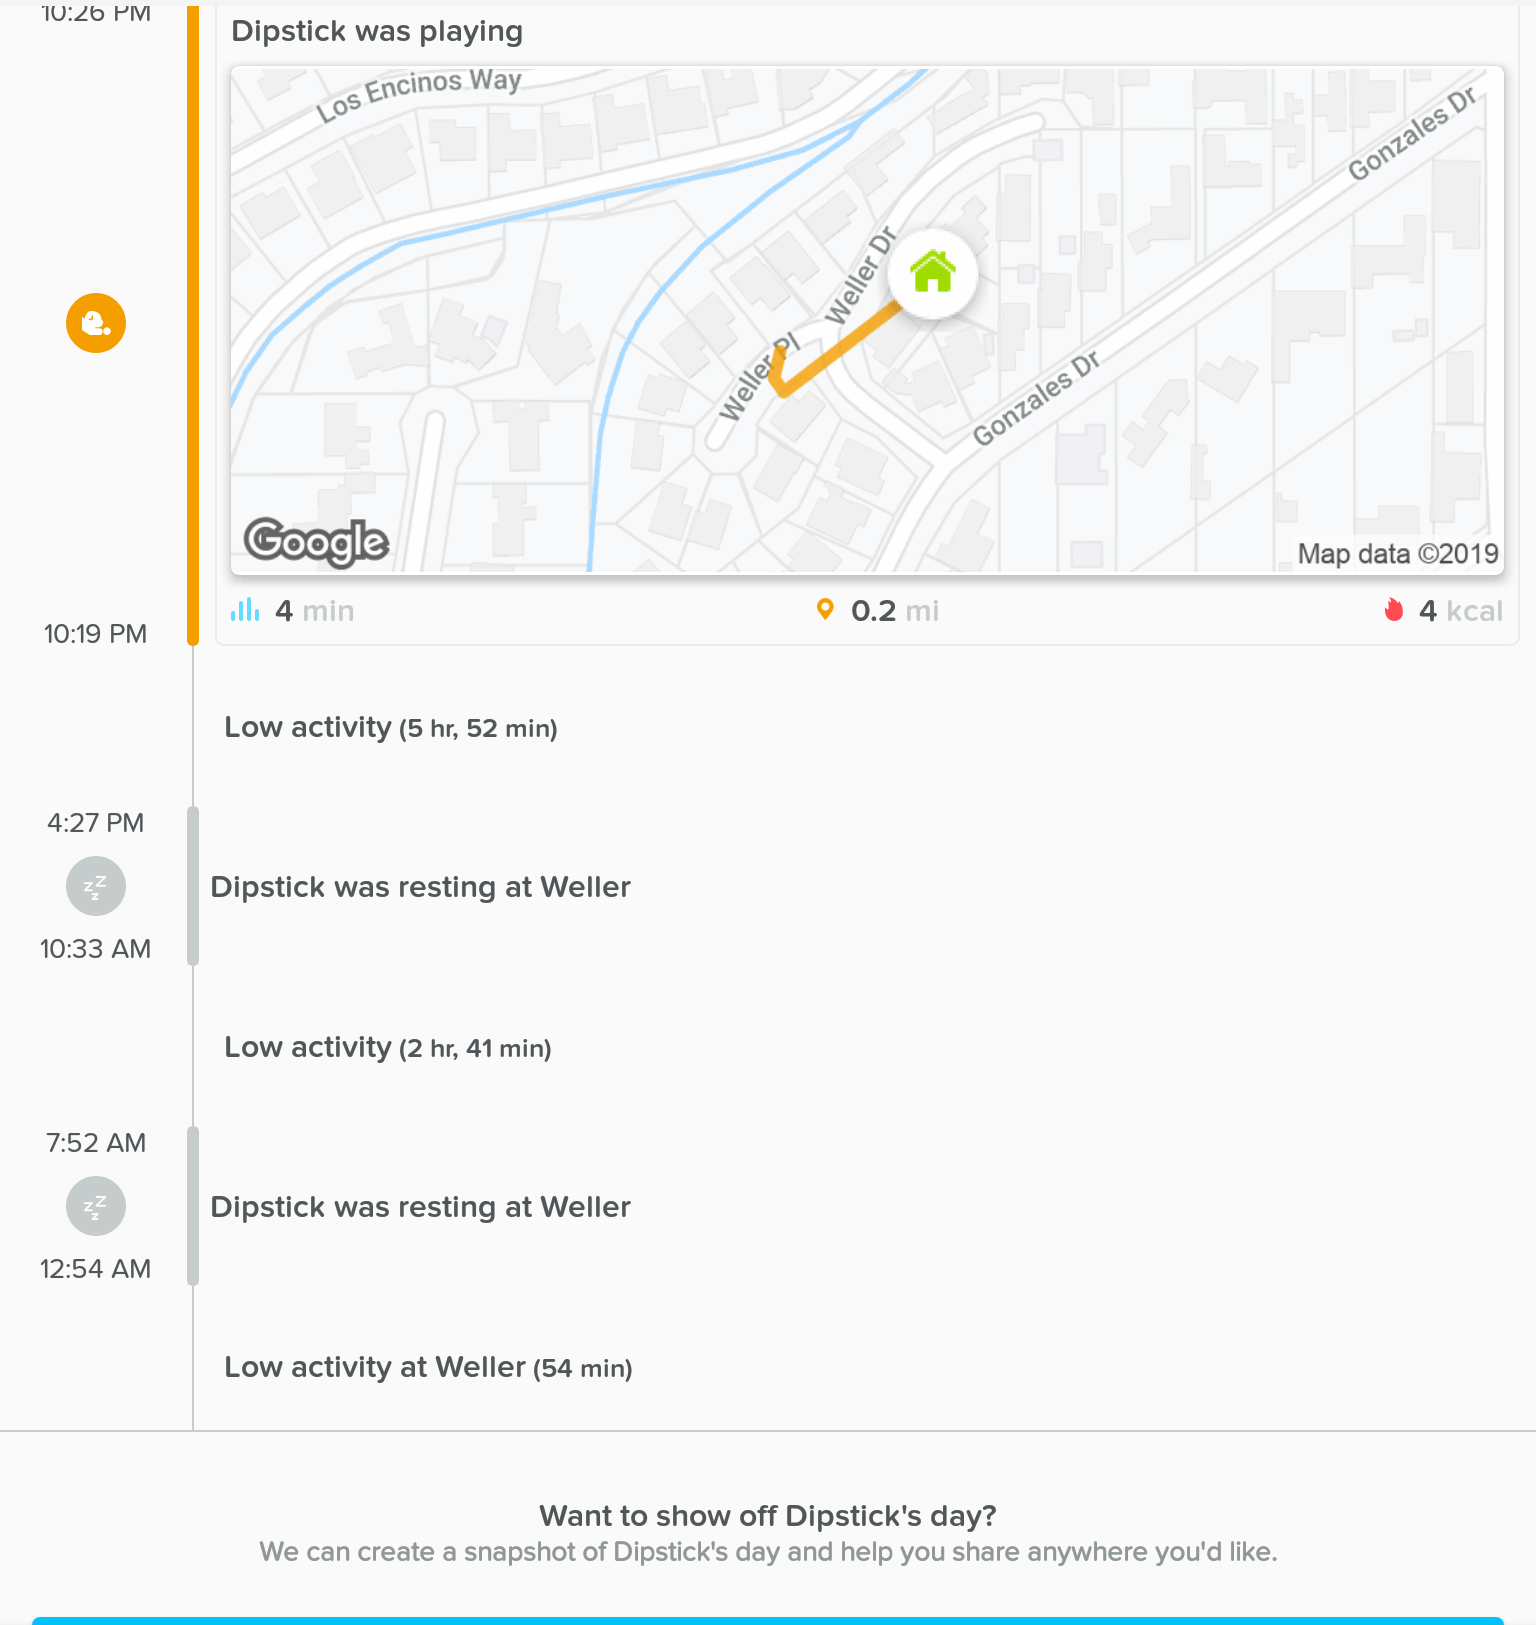 10:26 PM
Dipstick was playing
Los Encinos Way
Gonzales Dr
Weller Dr
Weller Pl
Gonzales Dr
Google
Map data ©2019
4 min
0.2 mi
4 kcal
10:19 PM
Low activity (5 hr, 52 min)
4:27 PM
zzz
Dipstick was resting at Weller
10:33 AM
Low activity (2 hr, 41 min)
7:52 AM
zzz
Dipstick was resting at Weller
12:54 AM
Low activity at Weller (54 min)
Want to show off Dipstick's day?
We can create a snapshot of Dipstick's day and help you share anywhere you'd like.